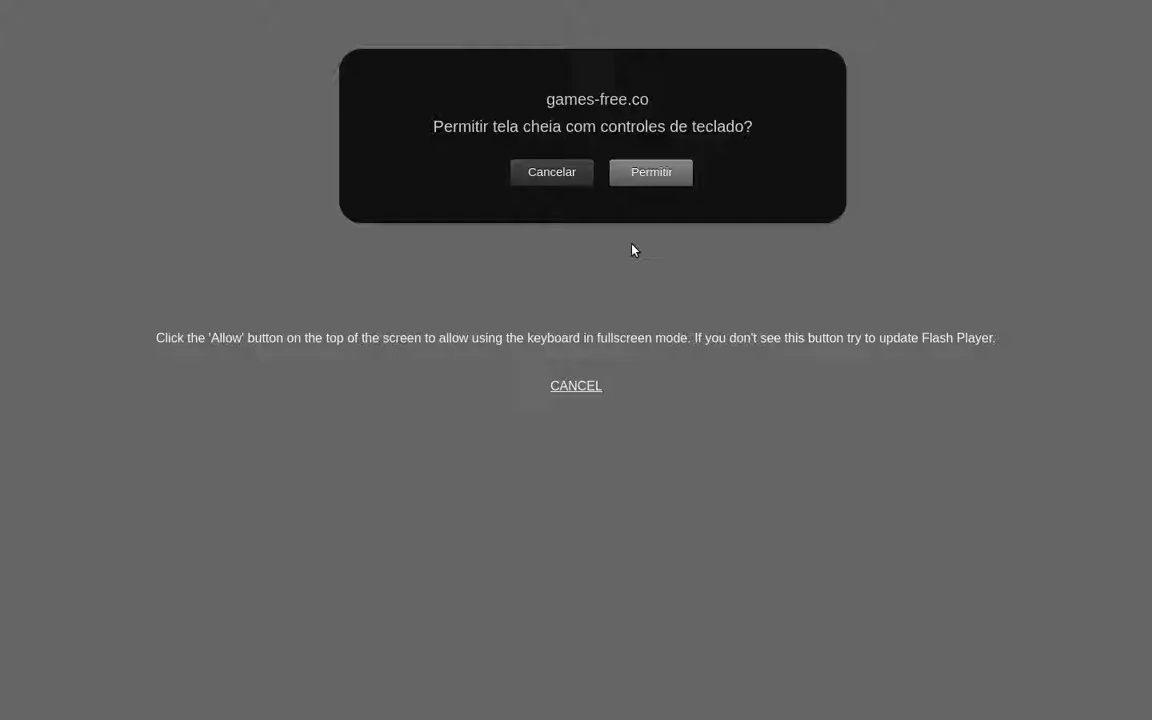 games-free.co
Permitir tela cheia com controles de teclado?
Cancelar Permitir
Click the 'Allow' button on the top of the screen to allow using the keyboard in fullscreen mode. If you don't see this button try to update Flash Player.
CANCEL